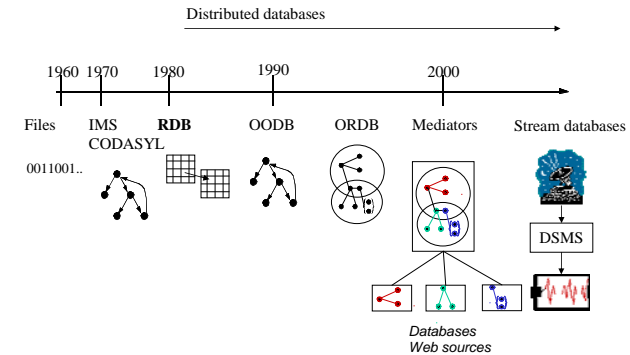 Distributed databases
1960 1970 1980 1990 2000
Files IMS RDB OODB ORDB Mediators Stream databases
CODASYL
0011001..
DSMS
Databases
Web sources